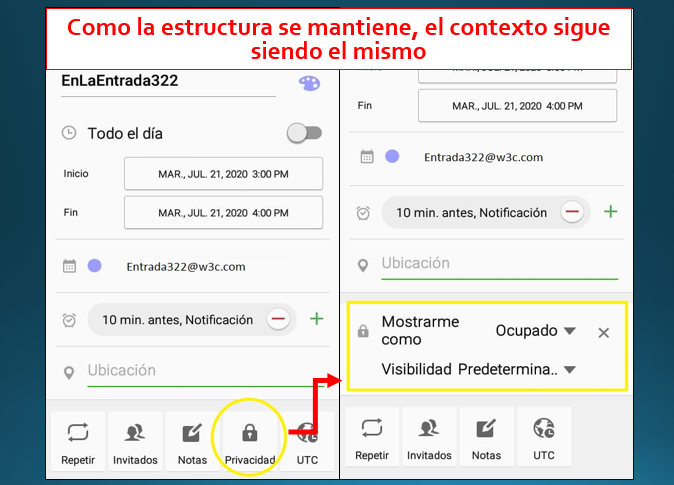 Como la estructura se mantiene, el contexto sigue
siendo el mismo
EnLaEntrada322
Todo el día
Inicio
MAR., JUL. 21, 2020 3:00 PM
Fin
MAR., JUL. 21, 2020 4:00 PM
Entrada322@w3c.com
10 min. antes, Notificación
Ubicación
Repetir
Invitados
Notas
Privacidad
UTC
Fin
MAR., JUL. 21, 2020 4:00 PM
Entrada322@w3c.com
10 min. antes, Notificación
Ubicación
Mostrarme
como
Ocupado
Visibilidad Predetermina..
Repetir
Invitados
Notas
UTC